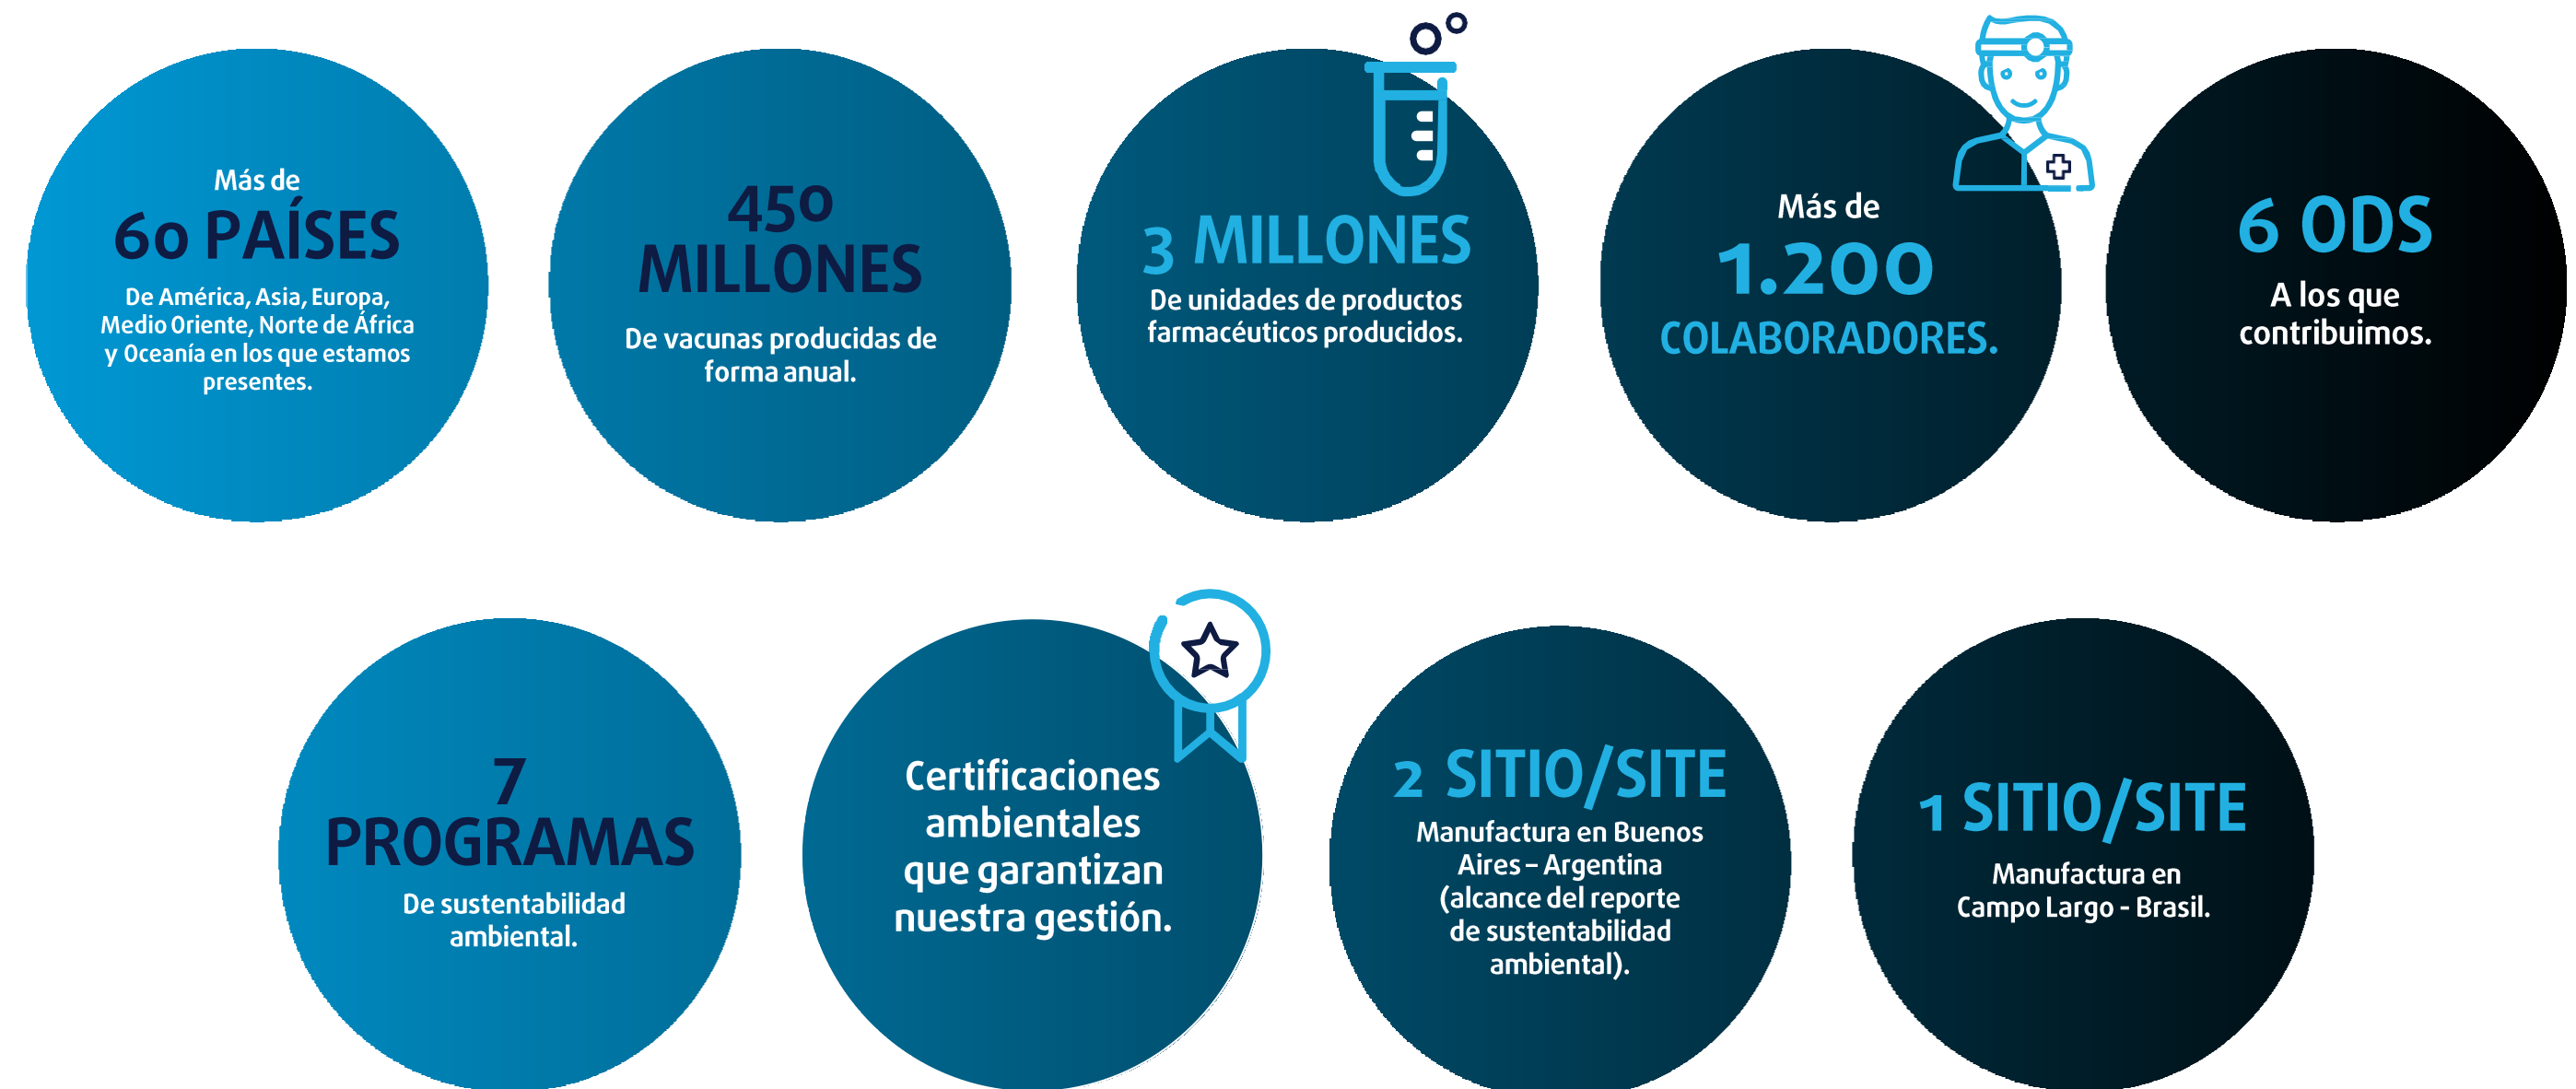 Más de
60 PAÍSES
De América, Asia, Europa,
Medio Oriente, Norte de África
y Oceanía en los que estamos
presentes.
450
MILLONES
De vacunas producidas de
forma anual.
3 MILLONES
De unidades de productos
farmacéuticos producidos.
Más de
1.200
COLABORADORES.
6 ODS
A los que
contribuimos.
7
PROGRAMAS
De sustentabilidad
ambiental.
Certificaciones
ambientales
que garantizan
nuestra gestión.
2 SITIO/SITE
Manufactura en Buenos
Aires – Argentina
(alcance del reporte
de sustentabilidad
ambiental).
1 SITIO/SITE
Manufactura en
Campo Largo - Brasil.